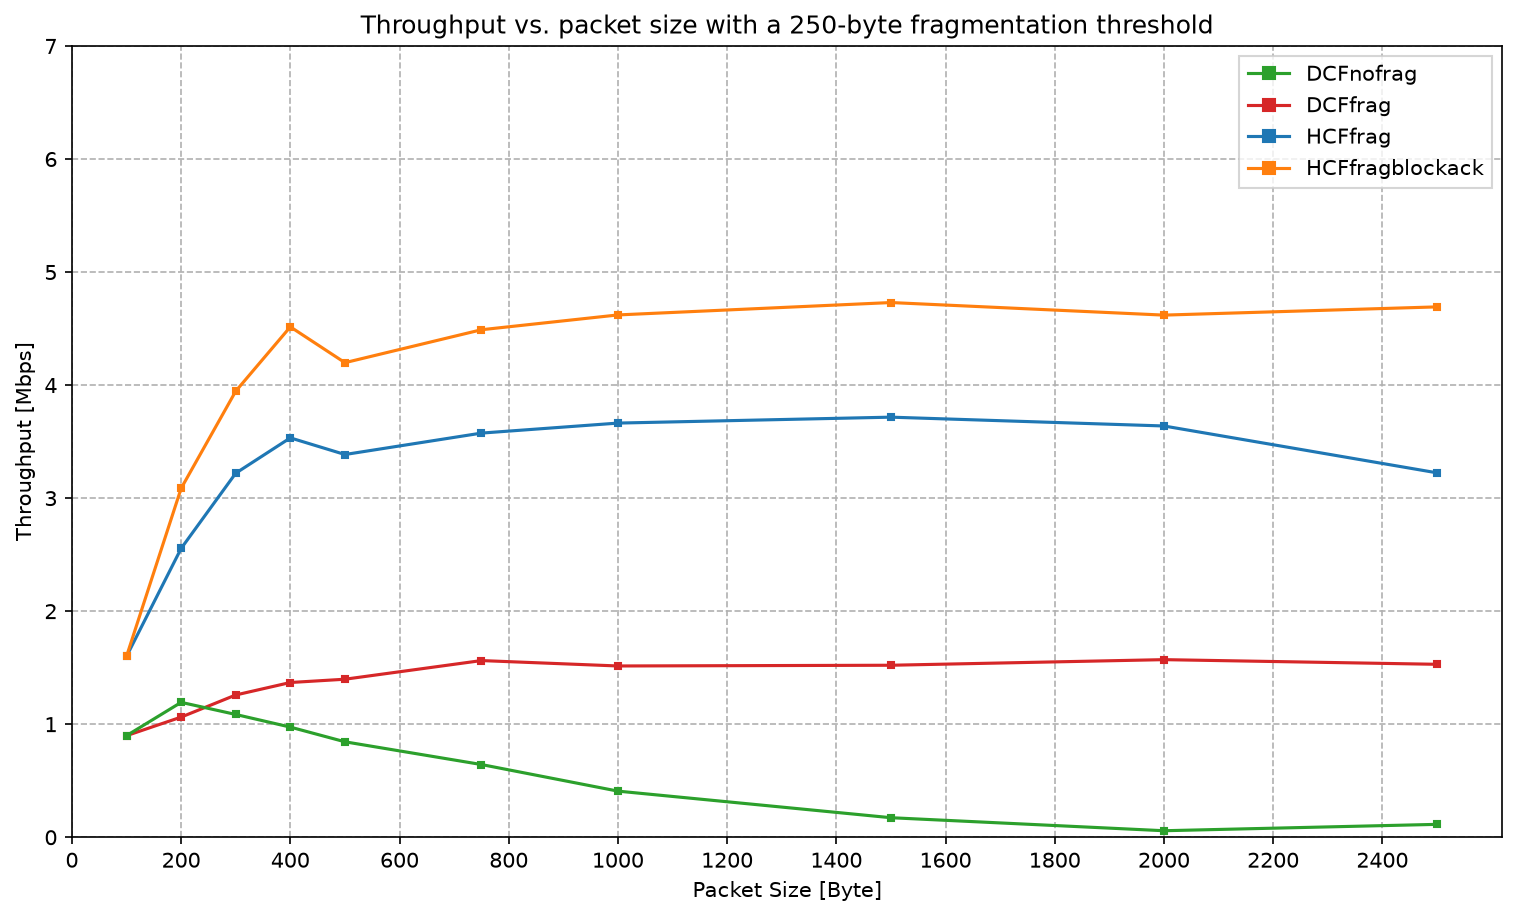 Throughput vs. packet size with a 250-byte fragmentation threshold
7
6
5
4
3
2
1
0
Throughput [Mbps]
DCFnofrag
DCFfrag
HCFfrag
HCFfragblockack
0 200 400 600 800 1000 1200 1400 1600 1800 2000 2200 2400
Packet Size [Byte]